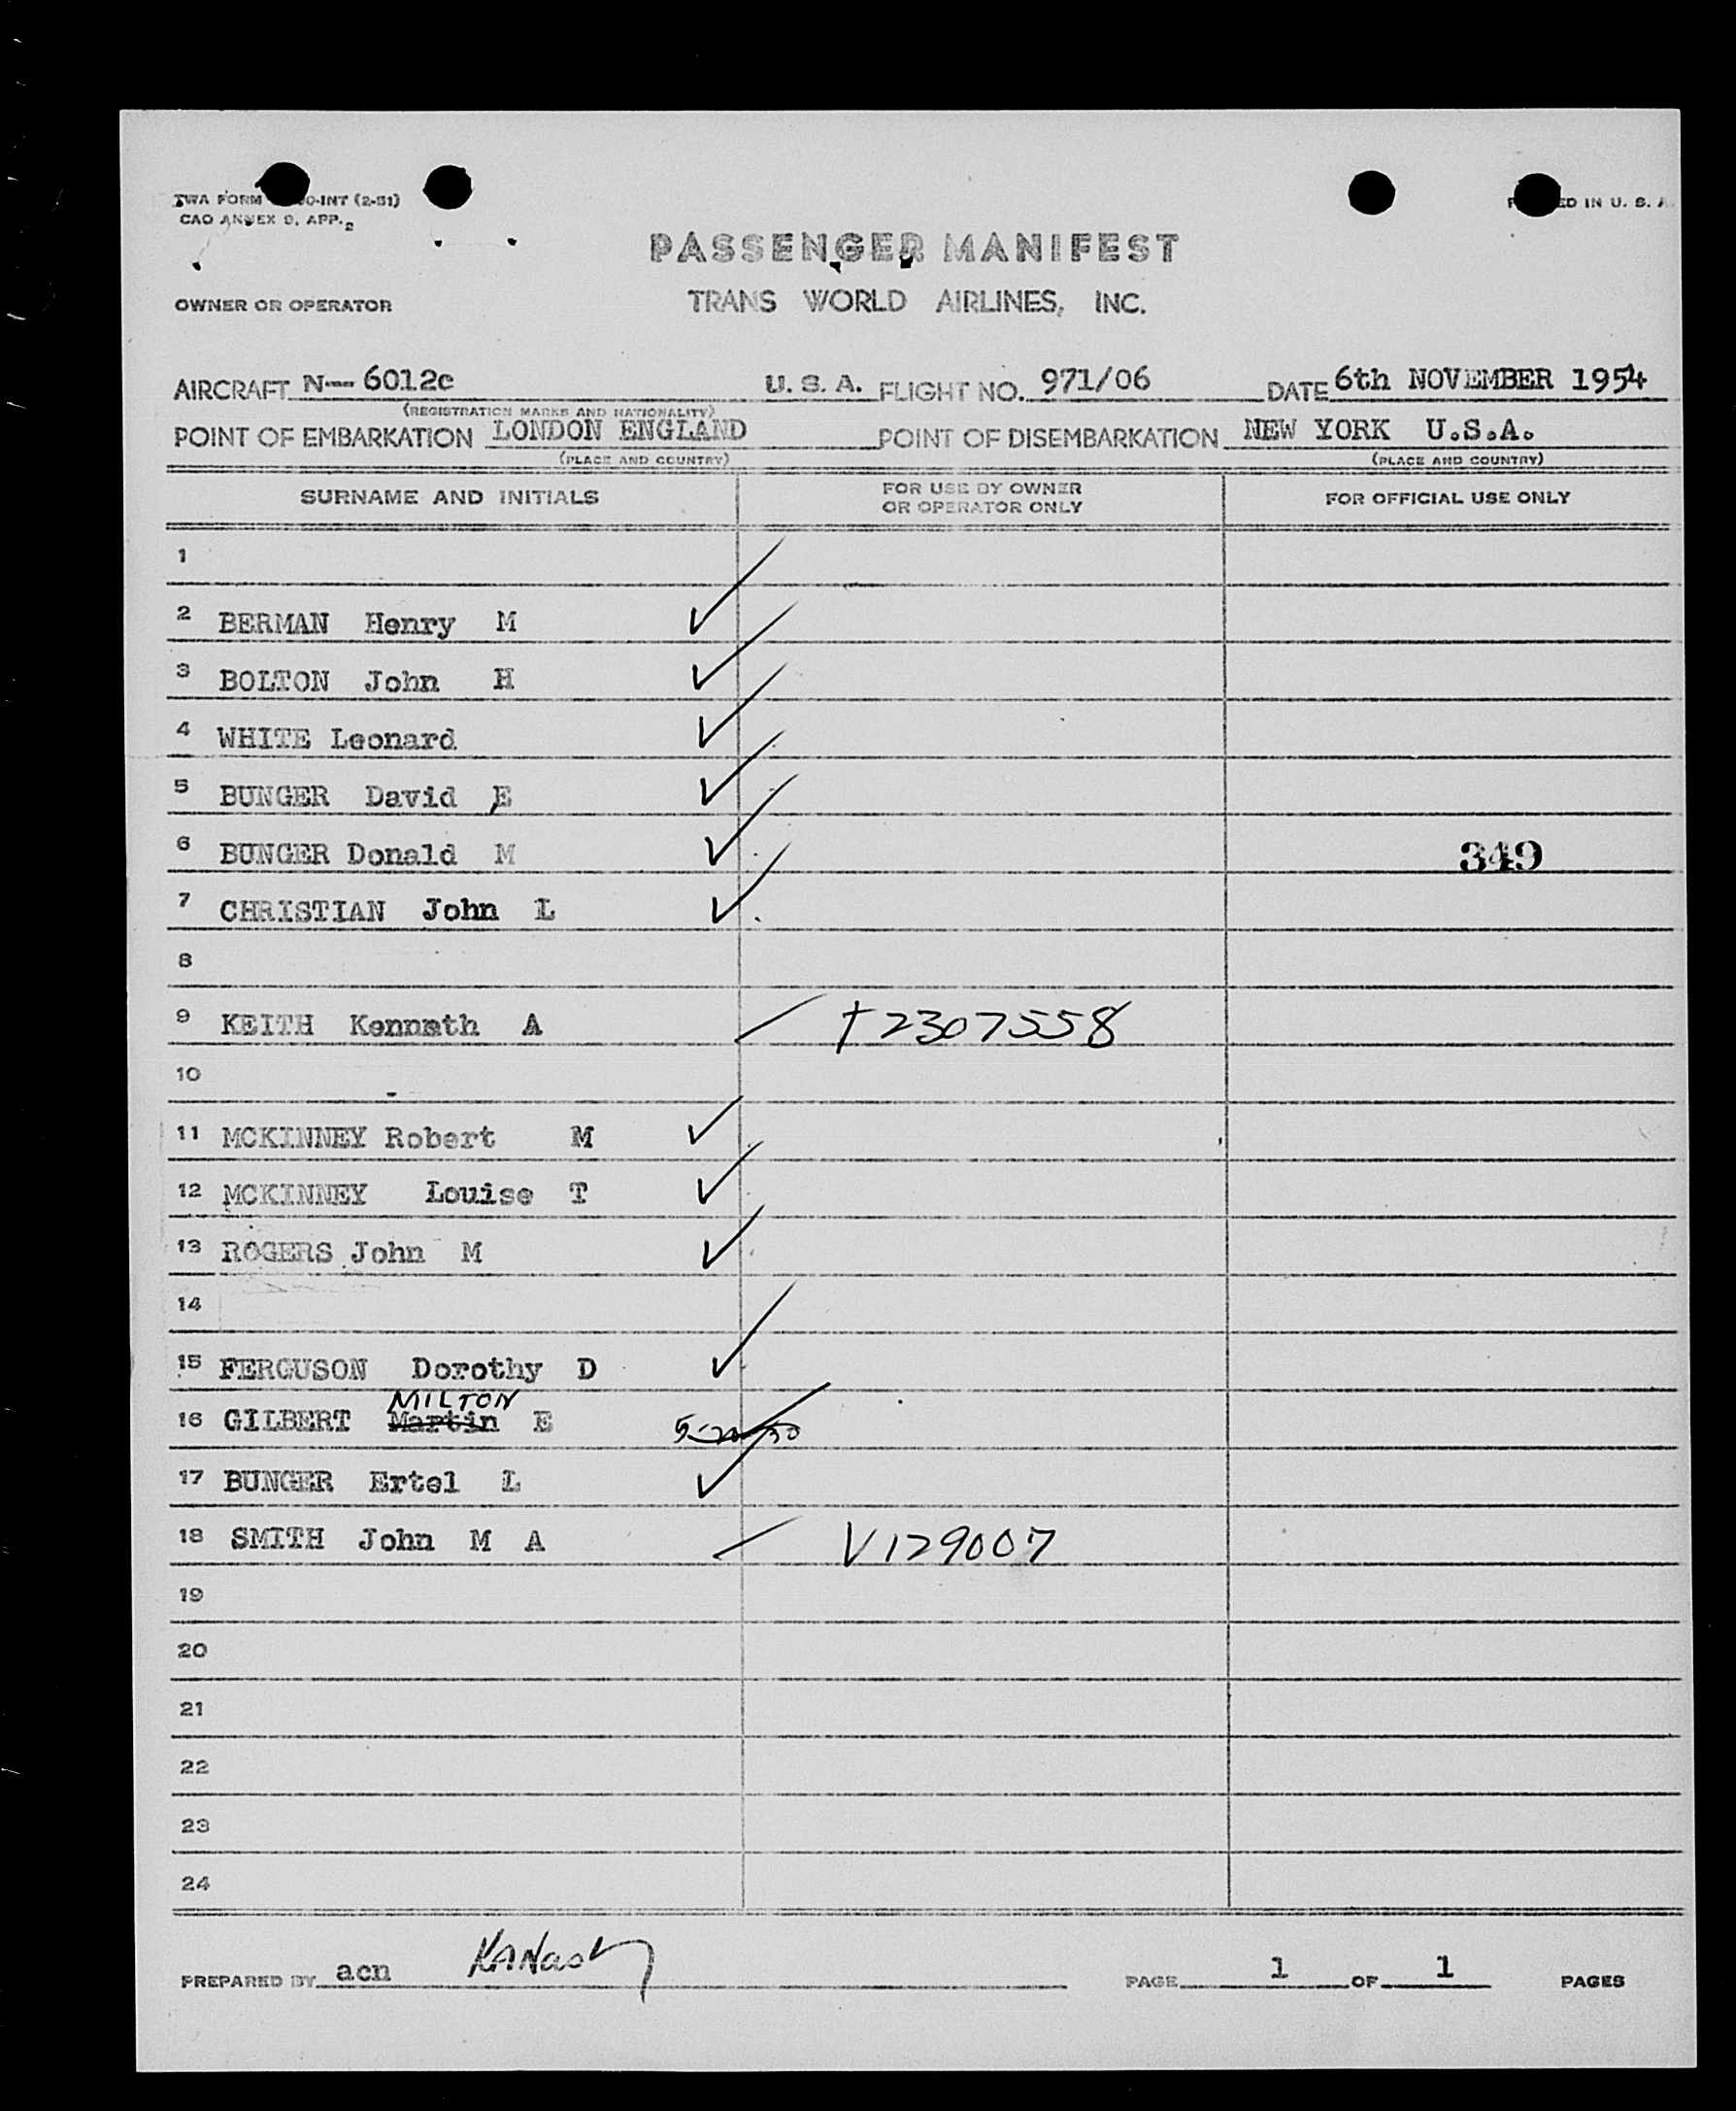 TWA FORM 0-INT (2-51)
CAO ANNEX 9, APP. 2
ED IN U. S. A.
PASSENGER MANIFEST
OWNER OR OPERATOR TRANS WORLD AIRLINES, INC.
AIRCRAFT N-- 6012c U. S. A. FLIGHT NO. 971/06 DATE 6th NOVEMBER 1954
(REGISTRATION MARKS AND NATIONALITY)
POINT OF EMBARKATION LONDON ENGLAND POINT OF DISEMBARKATION NEW YORK U.S.A.
(PLACE AND COUNTRY) (PLACE AND COUNTRY)
SURNAME AND INITIALS FOR USE BY OWNER OR OPERATOR ONLY FOR OFFICIAL USE ONLY
1
2 BERMAN Henry M
3 BOLTON John H
4 WHITE Leonard
5 BUNGER David E
6 BUNGER Donald M 349
7 CHRISTIAN John L
8
9 KEITH Kenneth A T2307558
10
11 MCKINNEY Robert M
12 MCKINNEY Louise T
13 ROGERS John M
14
15 FERGUSON Dorothy D
MILTON
16 GILBERT Martin E
17 BUNGER Ertel L
18 SMITH John M A V129007
19
20
21
22
23
24
PREPARED BY acn KANash PAGE 1 OF 1 PAGES